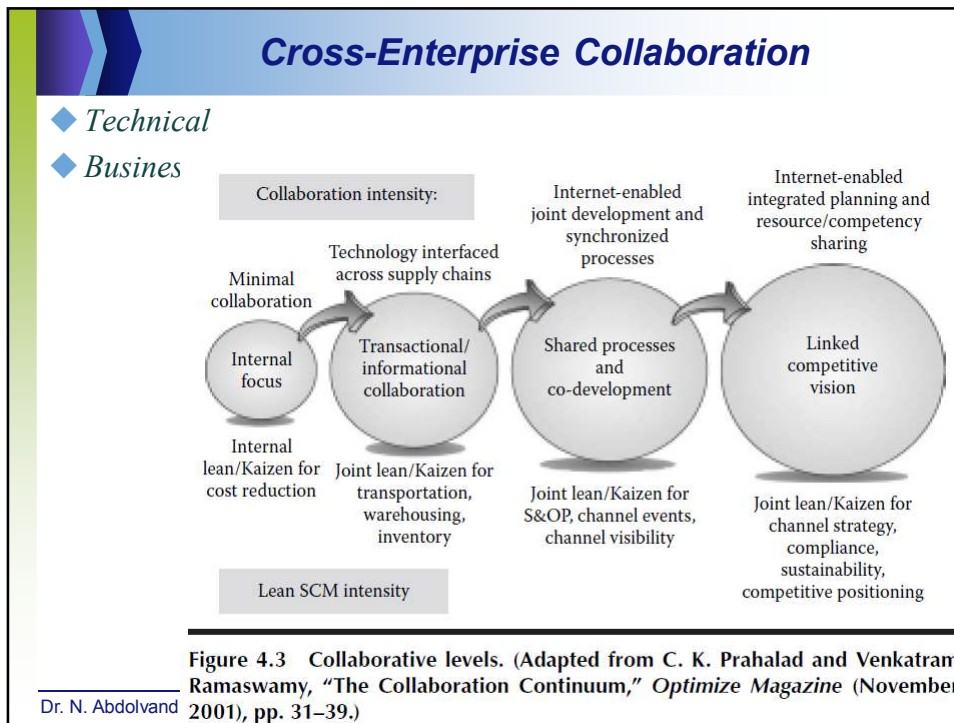 Cross-Enterprise Collaboration
Technical
Busines
Collaboration intensity:
Minimal
collaboration
Technology interfaced
across supply chains
Internet-enabled
joint development and
synchronized
processes
Internet-enabled
integrated planning and
resource/competency
sharing
Internal
focus
Transactional/
informational
collaboration
Shared processes
and
co-development
Linked
competitive
vision
Internal
lean/Kaizen for
cost reduction
Joint lean/Kaizen for
transportation,
warehousing,
inventory
Joint lean/Kaizen for
S&OP, channel events,
channel visibility
Joint lean/Kaizen for
channel strategy,
compliance,
sustainability,
competitive positioning
Lean SCM intensity
Figure 4.3 Collaborative levels. (Adapted from C. K. Prahalad and Venkatram
Ramaswamy, “The Collaboration Continuum,” Optimize Magazine (November
2001), pp. 31–39.)
Dr. N. Abdolvand